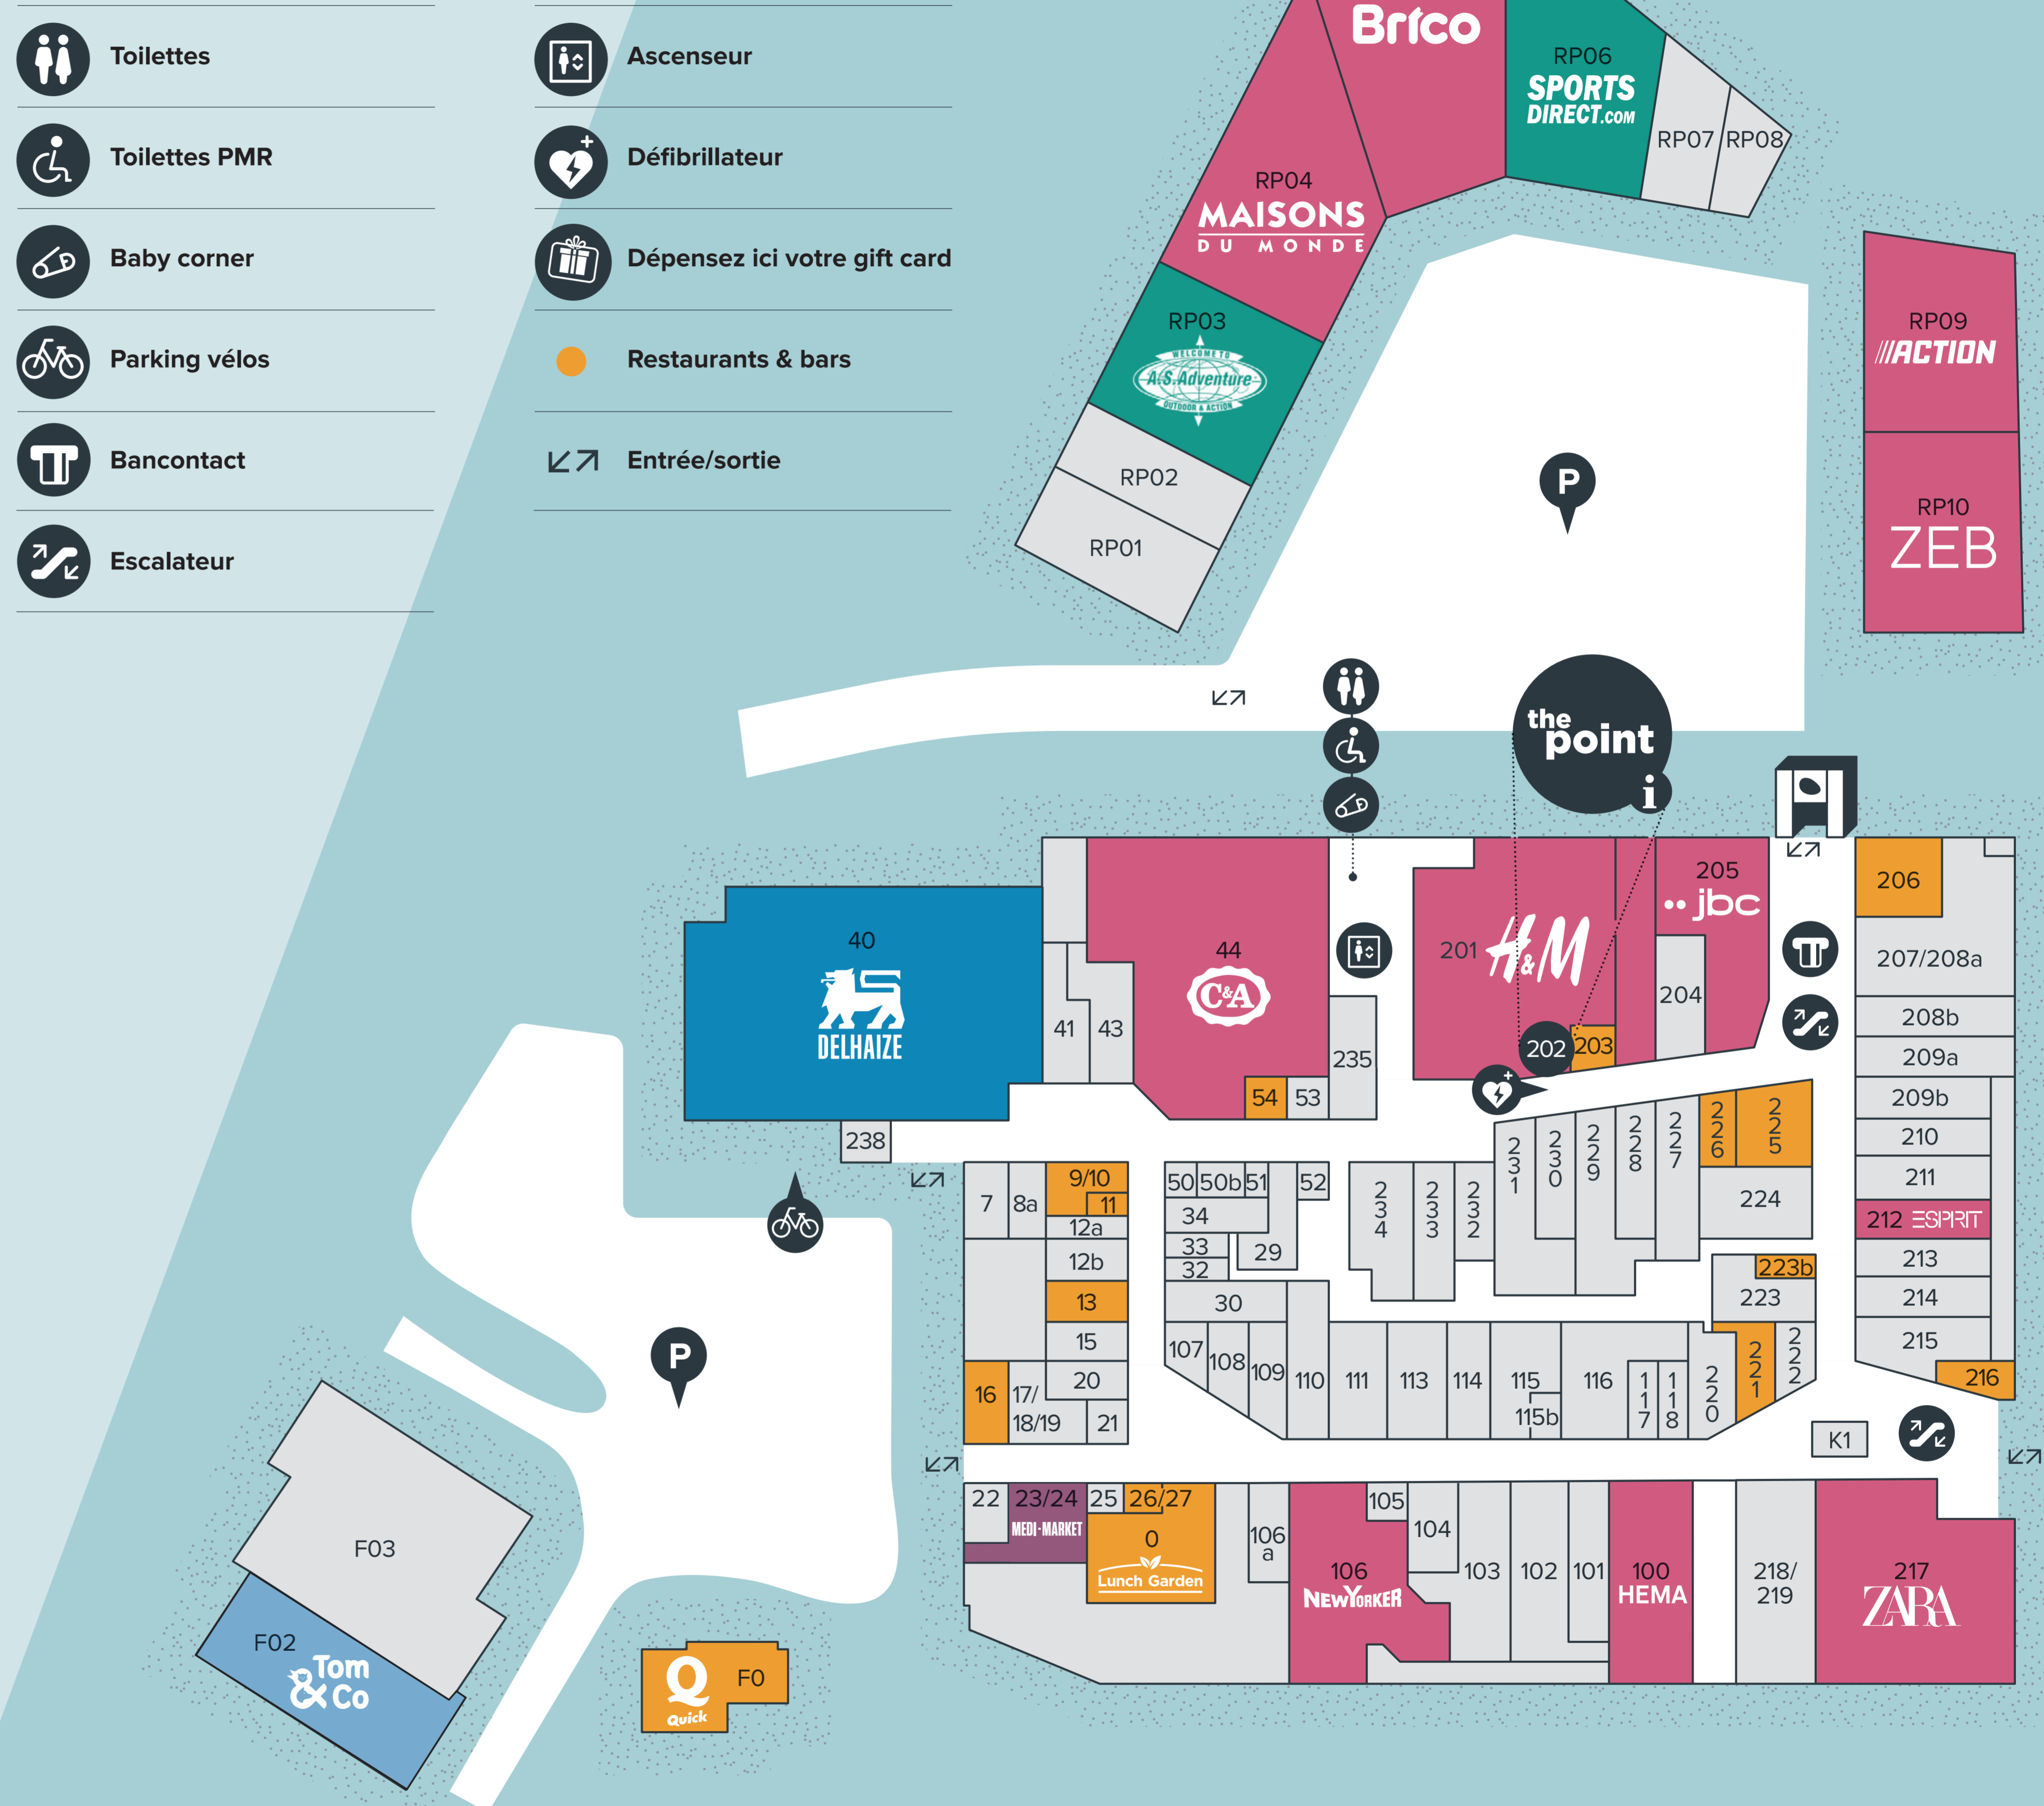 Toilettes
Toilettes PMR
Baby corner
Parking vélos
Bancontact
Escalateur
Ascenseur
Défibrillateur
Dépensez ici votre gift card
Restaurants & bars
Entrée/sortie
Brico
RP06
SPORTS
DIRECT.COM
RP07
RP08
RP04
MAISONS
DU MONDE
RP03
WELCOME TO
A.S.Adventure
OUTDOOR & ACTION
RP02
RP01
RP09
ACTION
RP10
ZEB
P
the
point
i
40
DELHAIZE
41
43
44
C&A
54
53
235
201
H&M
202
203
204
205
jbc
206
207/208a
208b
209a
209b
210
211
212 ESPRIT
213
214
215
216
238
7
8a
9/10
11
12a
12b
13
15
16
17/
18/19
20
21
50
50b
51
52
34
33
32
29
30
234
233
232
231
230
229
228
227
226
225
224
223b
223
107
108
109
110
111
113
114
115
115b
116
117
118
220
221
222
K1
22
23/24
MEDI-MARKET
25
26/27
0
Lunch Garden
106
a
106
NEWYORKER
105
104
103
102
101
100
HEMA
218/
219
217
ZARA
P
F03
F02
Tom
&Co
Q
Quick
F0